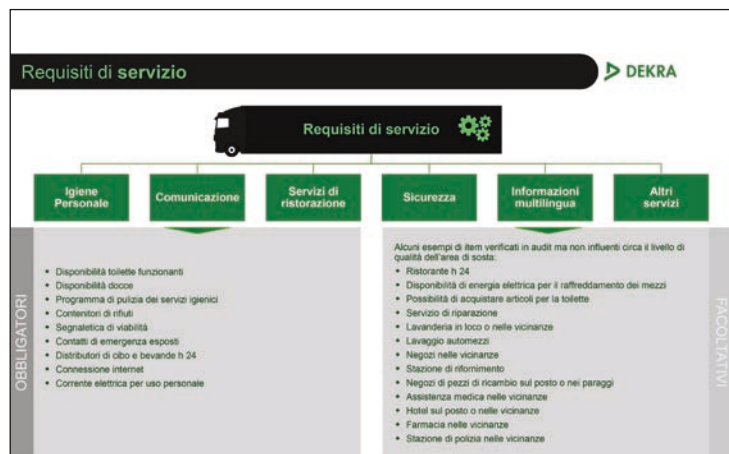 Requisiti di servizio
DEKRA
Requisiti di servizio
Igiene
Personale
Comunicazione
Servizi di
ristorazione
Sicurezza
Informazioni
multilingua
Altri
servizi
OBBLIGATORI
• Disponibilità toilette funzionanti
• Disponibilità docce
• Programma di pulizia dei servizi igienici
• Contenitori di rifiuti
• Segnaletica di viabilità
• Contatti di emergenza esposti
• Distributori di cibo e bevande h 24
• Connessione internet
• Corrente elettrica per uso personale
Alcuni esempi di item verificati in audit ma non influenti circa il livello di
qualità dell'area di sosta:
• Ristorante h 24
• Disponibilità di energia elettrica per il raffreddamento dei mezzi
• Possibilità di acquistare articoli per la toilette
• Servizio di riparazione
• Lavanderia in loco o nelle vicinanze
• Lavaggio automezzi
• Negozi nelle vicinanze
• Stazione di rifornimento
• Negozi di pezzi di ricambio sul posto o nei paraggi
• Assistenza medica nelle vicinanze
• Hotel sul posto o nelle vicinanze
• Farmacia nelle vicinanze
• Stazione di polizia nelle vicinanze
FACOLTATIVI